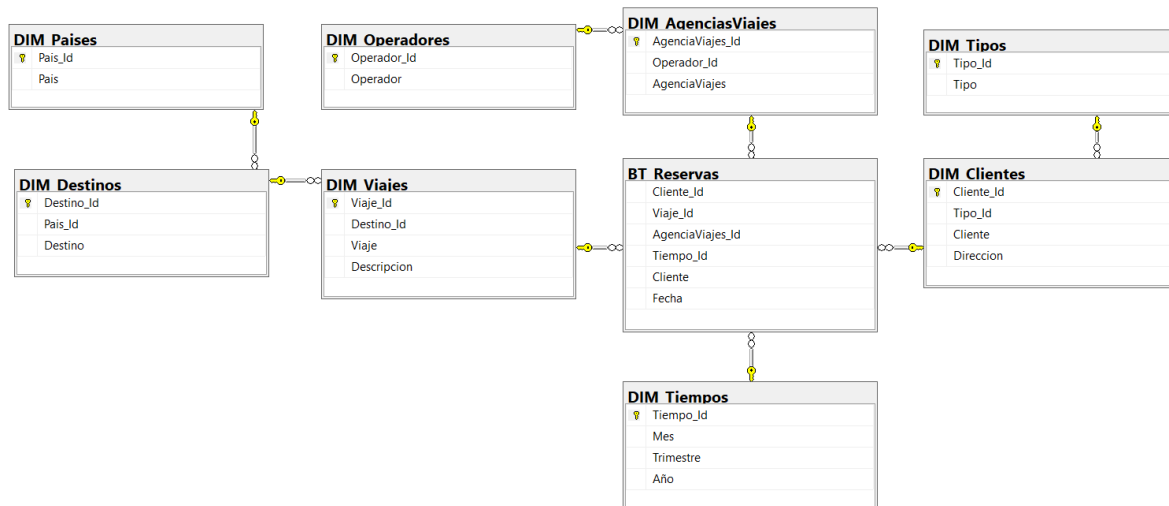 DIM_Paises
Pais_Id
Pais
DIM_Operadores
Operador_Id
Operador
DIM_AgenciasViajes
AgenciaViajes_Id
Operador_Id
AgenciaViajes
DIM_Tipos
Tipo_Id
Tipo
DIM_Destinos
Destino_Id
Pais_Id
Destino
DIM_Viajes
Viaje_Id
Destino_Id
Viaje
Descripcion
BT_Reservas
Cliente_Id
Viaje_Id
AgenciaViajes_Id
Tiempo_Id
Cliente
Fecha
DIM_Clientes
Cliente_Id
Tipo_Id
Cliente
Direccion
DIM_Tiempos
Tiempo_Id
Mes
Trimestre
Año